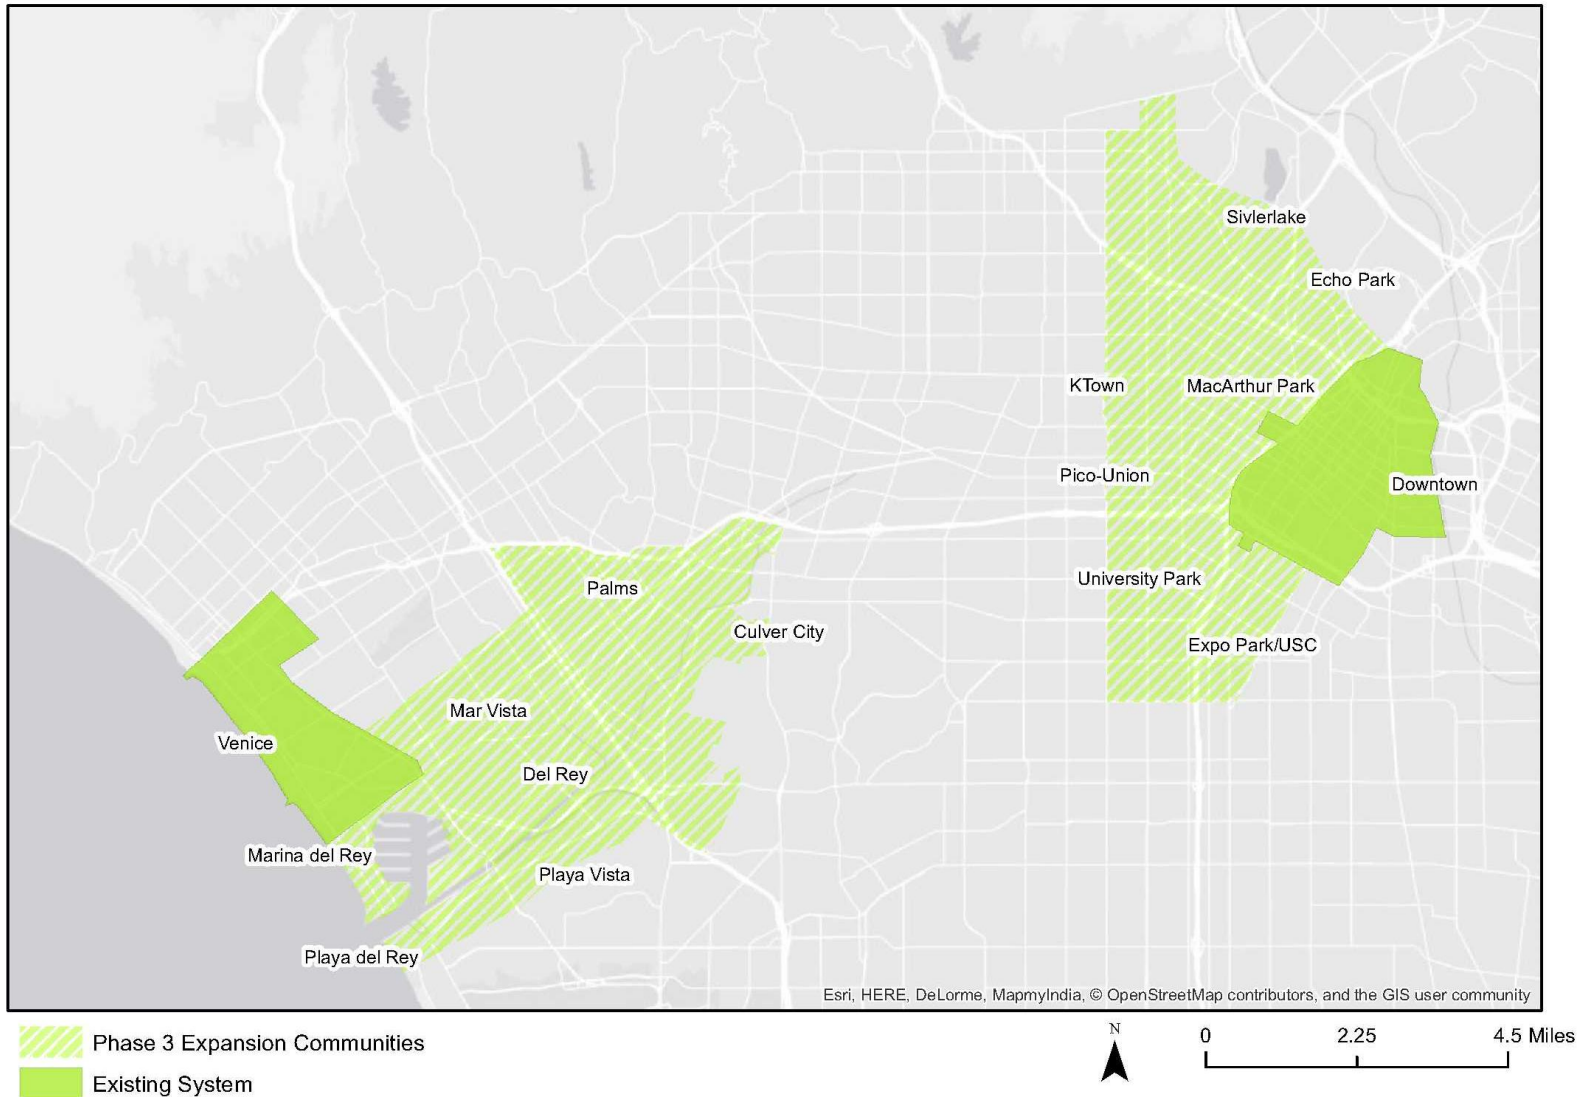 Sivlerlake
Echo Park
KTown
MacArthur Park
Pico-Union
Downtown
University Park
Palms
Culver City
Expo Park/USC
Mar Vista
Venice
Del Rey
Marina del Rey
Playa Vista
Playa del Rey
Esri, HERE, DeLorme, MapmyIndia, © OpenStreetMap contributors, and the GIS user community
Phase 3 Expansion Communities
Existing System
N
0 2.25 4.5 Miles